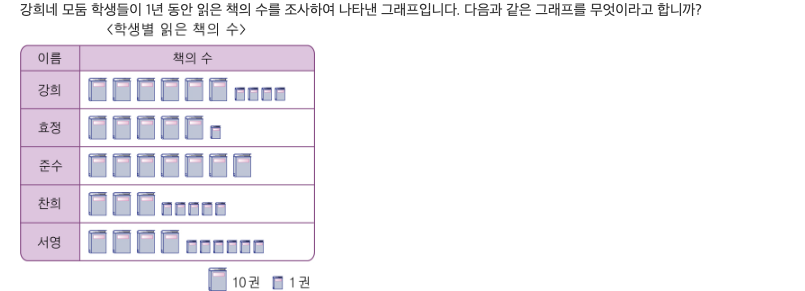 강희네 모둠 학생들이 1년 동안 읽은 책의 수를 조사하여 나타낸 그래프입니다. 다음과 같은 그래프를 무엇이라고 합니까?
<학생별 읽은 책의 수>
이름 책의 수
강희
효정
준수
찬희
서영
10권 1권